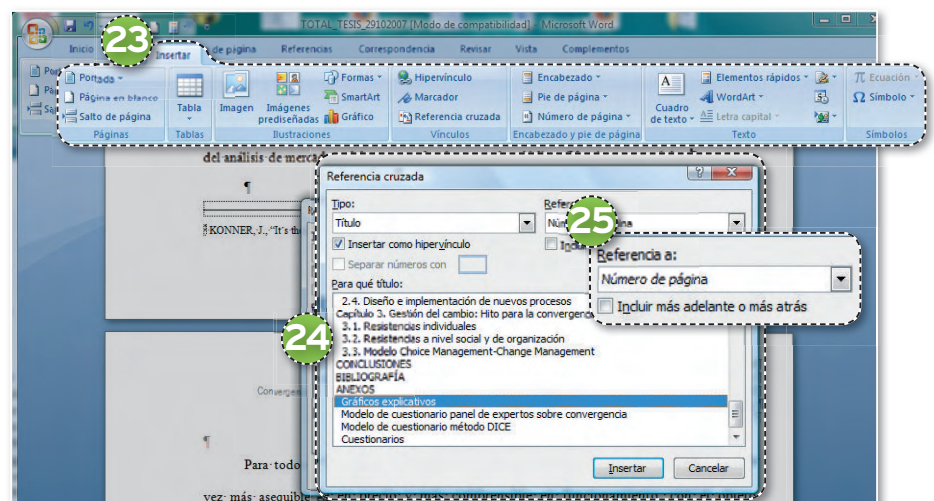 TOTAL_TESIS_29102007 [Modo de compatibilidad] - Microsoft Word
23
Inicio
Insertar
de página
Referencias
Correspondencia
Revisar
Vista
Complementos
Portada
Página en blanco
Salto de página
Páginas
Tabla
Tablas
Imagen
Imágenes prediseñadas
Formas
SmartArt
Gráfico
Ilustraciones
Hipervínculo
Marcador
Referencia cruzada
Vínculos
Encabezado
Pie de página
Número de página
Encabezado y pie de página
Cuadro de texto
Elementos rápidos
WordArt
Letra capital
Texto
π Ecuación
Ω Símbolo
Símbolos
del análisis de
¶
KONNER, J., "It's
Referencia cruzada
Tipo:
Título
Insertar como hipervínculo
Separar números con
Para qué título:
25
Referencia a:
Número de página
Incluir más adelante o más atrás
24
2.4. Diseño e implementación de nuevos procesos
Capítulo 3. Gestión del cambio: Hito para la
3.1. Resistencias individuales
3.2. Resistencias a nivel social y de organización
3.3. Modelo Choice Management-Change Management
CONCLUSIONES
BIBLIOGRAFÍA
ANEXOS
Gráficos explicativos
Modelo de cuestionario panel de expertos sobre convergencia
Modelo de cuestionario método DICE
Cuestionarios
Insertar
Cancelar
¶
Para todo
vez más asequible